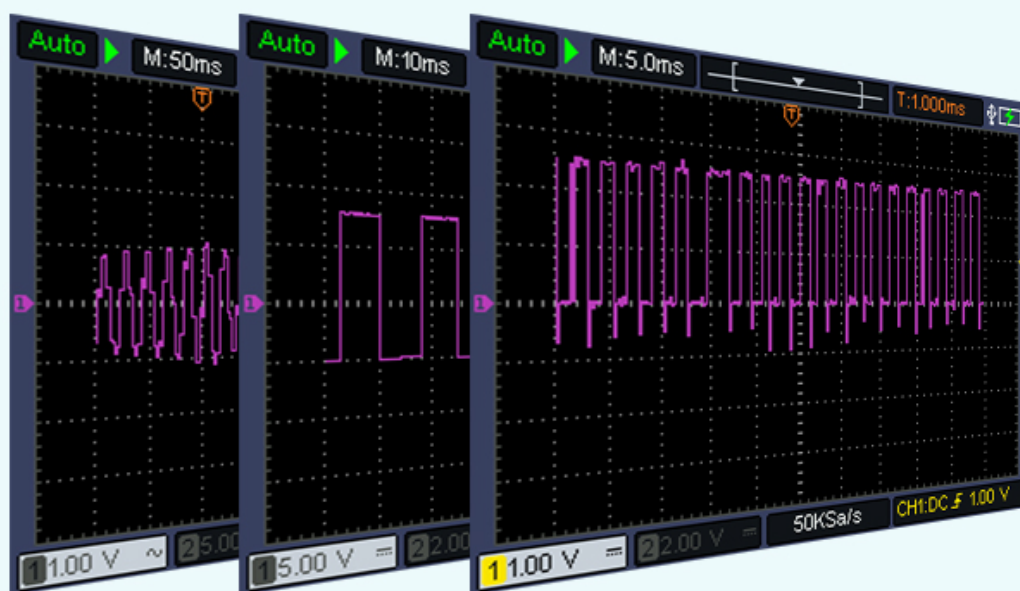 Auto
M:50ms
T
1
1 1.00 V
2 5.00
Auto
M:10ms
1
1 5.00 V
2 2.00
Auto
M:5.0ms
T:1.000ms
T
1
1 1.00 V
2 2.00 V
50KSa/s
CH1:DC 1.00 V